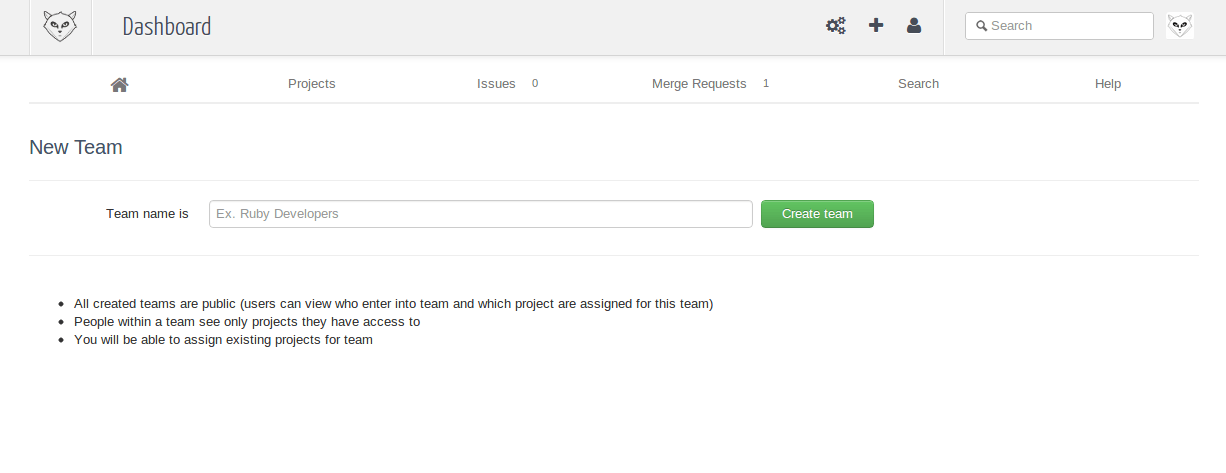 Dashboard
Search
Projects
Issues 0
Merge Requests 1
Search
Help
New Team
Team name is
Ex. Ruby Developers
Create team
All created teams are public (users can view who enter into team and which project are assigned for this team)
People within a team see only projects they have access to
You will be able to assign existing projects for team